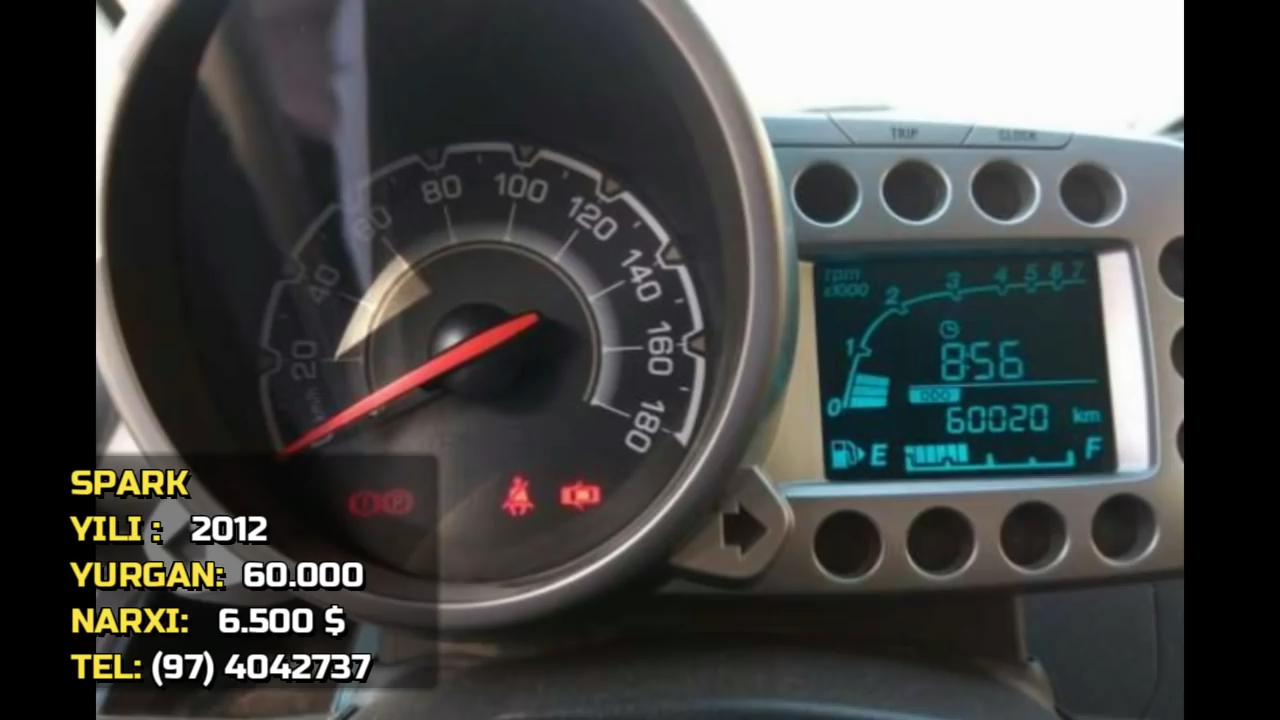 TRIP
CLOCK
80
100
120
60
40
140
20
160
180
km/h
rpm
x1000
0
1
2
3
4
5
6
7
8:56
ODO
60020 km
E
F
P
SPARK
YILI : 2012
YURGAN: 60.000
NARXI: 6.500 $
TEL: (97) 4042737